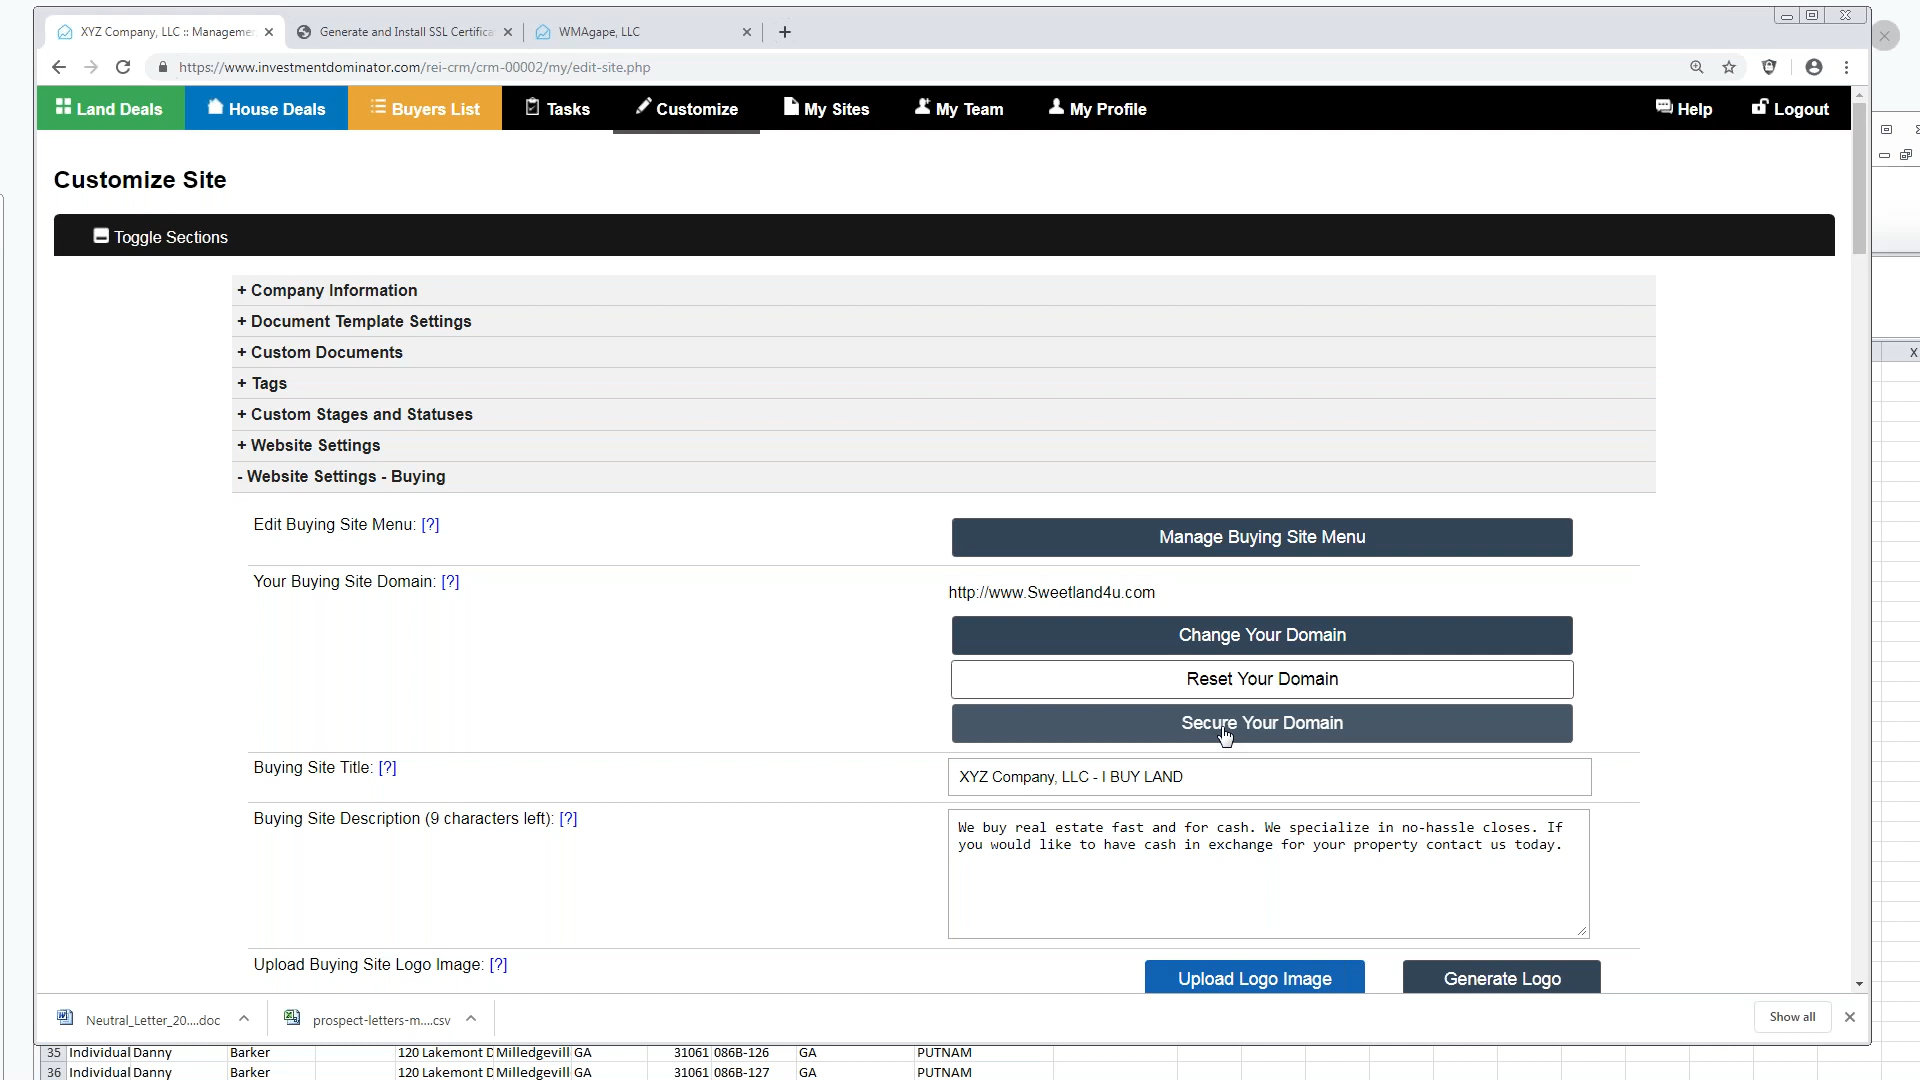 XYZ Company, LLC :: Manageme
Generate and Install SSL Certifica
WMAgape, LLC
https://www.investmentdominator.com/rei-crm/crm-00002/my/edit-site.php
Land Deals
House Deals
Buyers List
Tasks
Customize
My Sites
My Team
My Profile
Help
Logout
Customize Site
Toggle Sections
+ Company Information
+ Document Template Settings
+ Custom Documents
+ Tags
+ Custom Stages and Statuses
+ Website Settings
- Website Settings - Buying
Edit Buying Site Menu: [?]
Manage Buying Site Menu
Your Buying Site Domain: [?]
http://www.Sweetland4u.com
Change Your Domain
Reset Your Domain
Secure Your Domain
Buying Site Title: [?]
XYZ Company, LLC - I BUY LAND
Buying Site Description (9 characters left): [?]
We buy real estate fast and for cash. We specialize in no-hassle closes. If
you would like to have cash in exchange for your property contact us today.
Upload Buying Site Logo Image: [?]
Upload Logo Image
Generate Logo
Neutral_Letter_20....doc
prospect-letters-m....csv
Show all
X
35 Individual Danny Barker 120 Lakemont D Milledgevill GA 31061 086B-126 GA PUTNAM
36 Individual Danny Barker 120 Lakemont D Milledgevill GA 31061 086B-127 GA PUTNAM